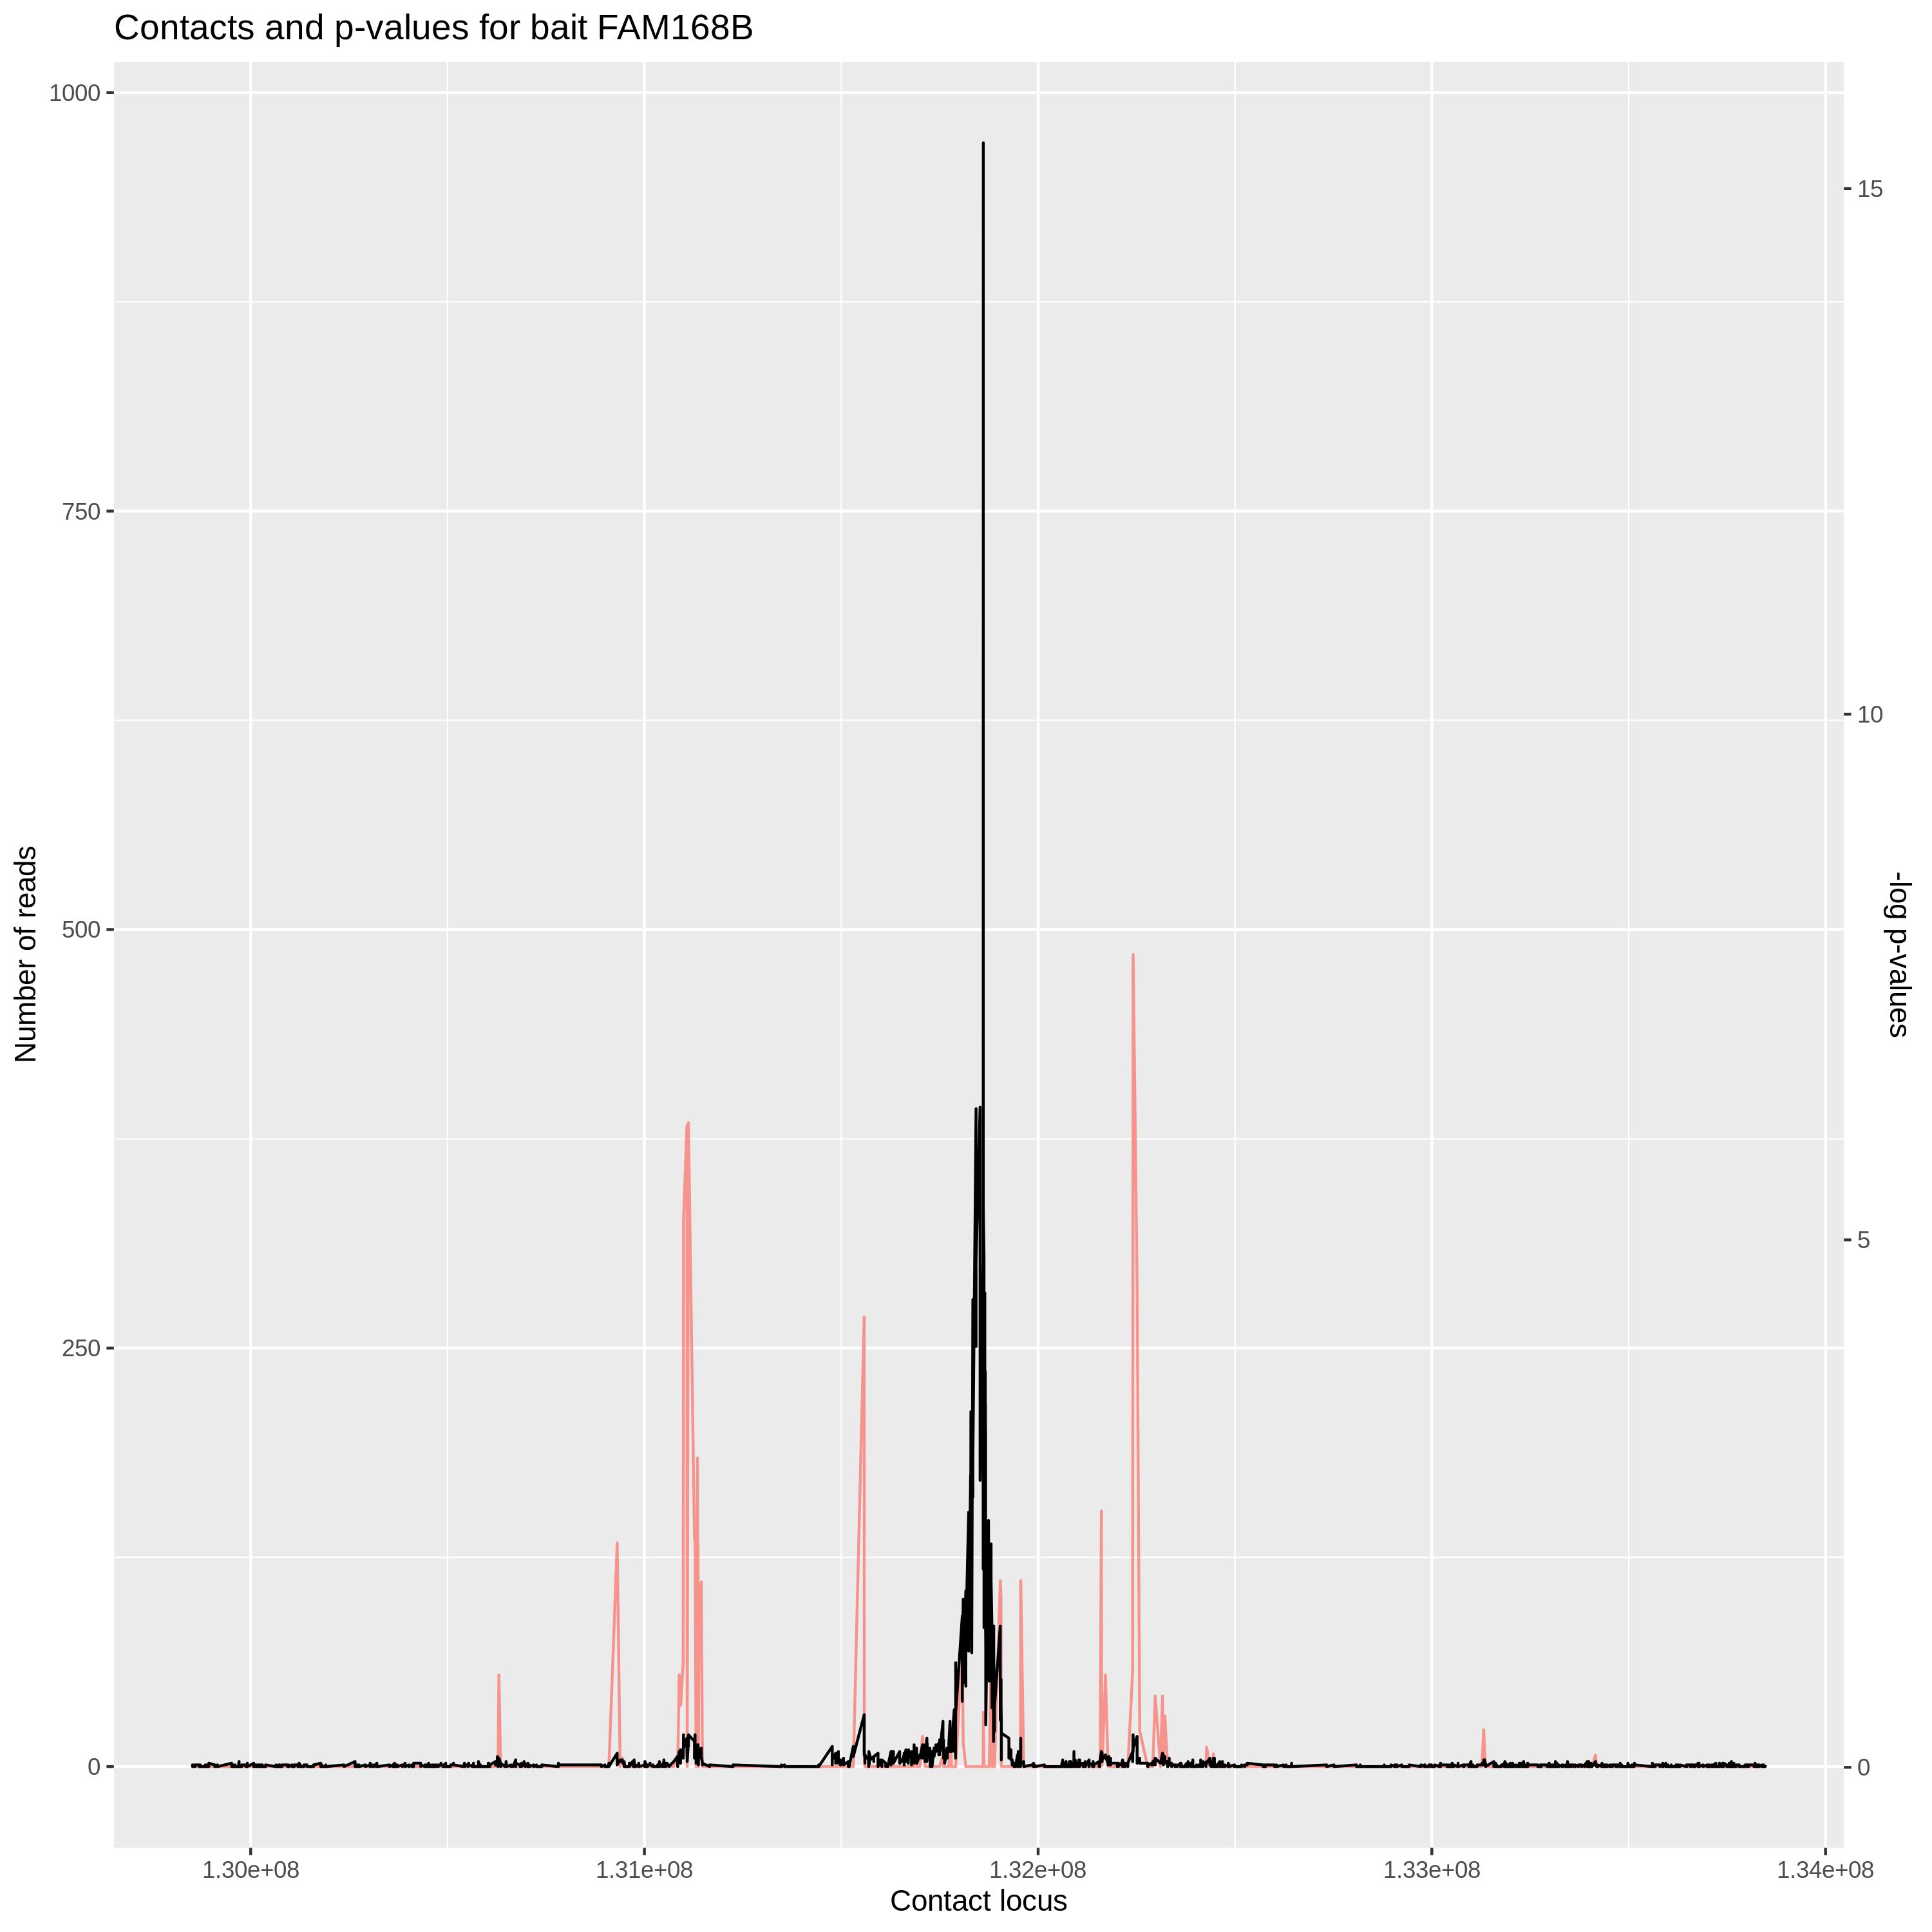 Contacts and p-values for bait FAM168B
1000
750
500
250
0
Number of reads
15
10
5
0
-log p-values
1.30e+08
1.31e+08
1.32e+08
1.33e+08
1.34e+08
Contact locus